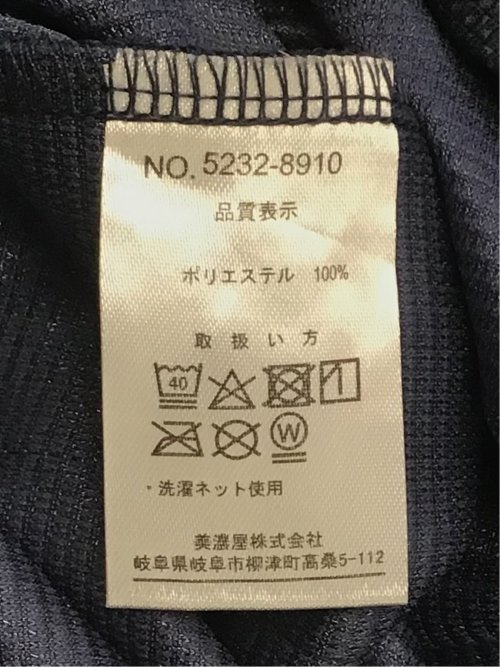 NO. 5232-8910
品質表示
ポリエステル 100%
取扱い方
40
W
・洗濯ネット使用
美濃屋株式会社
岐阜県岐阜市柳津町高桑5-112